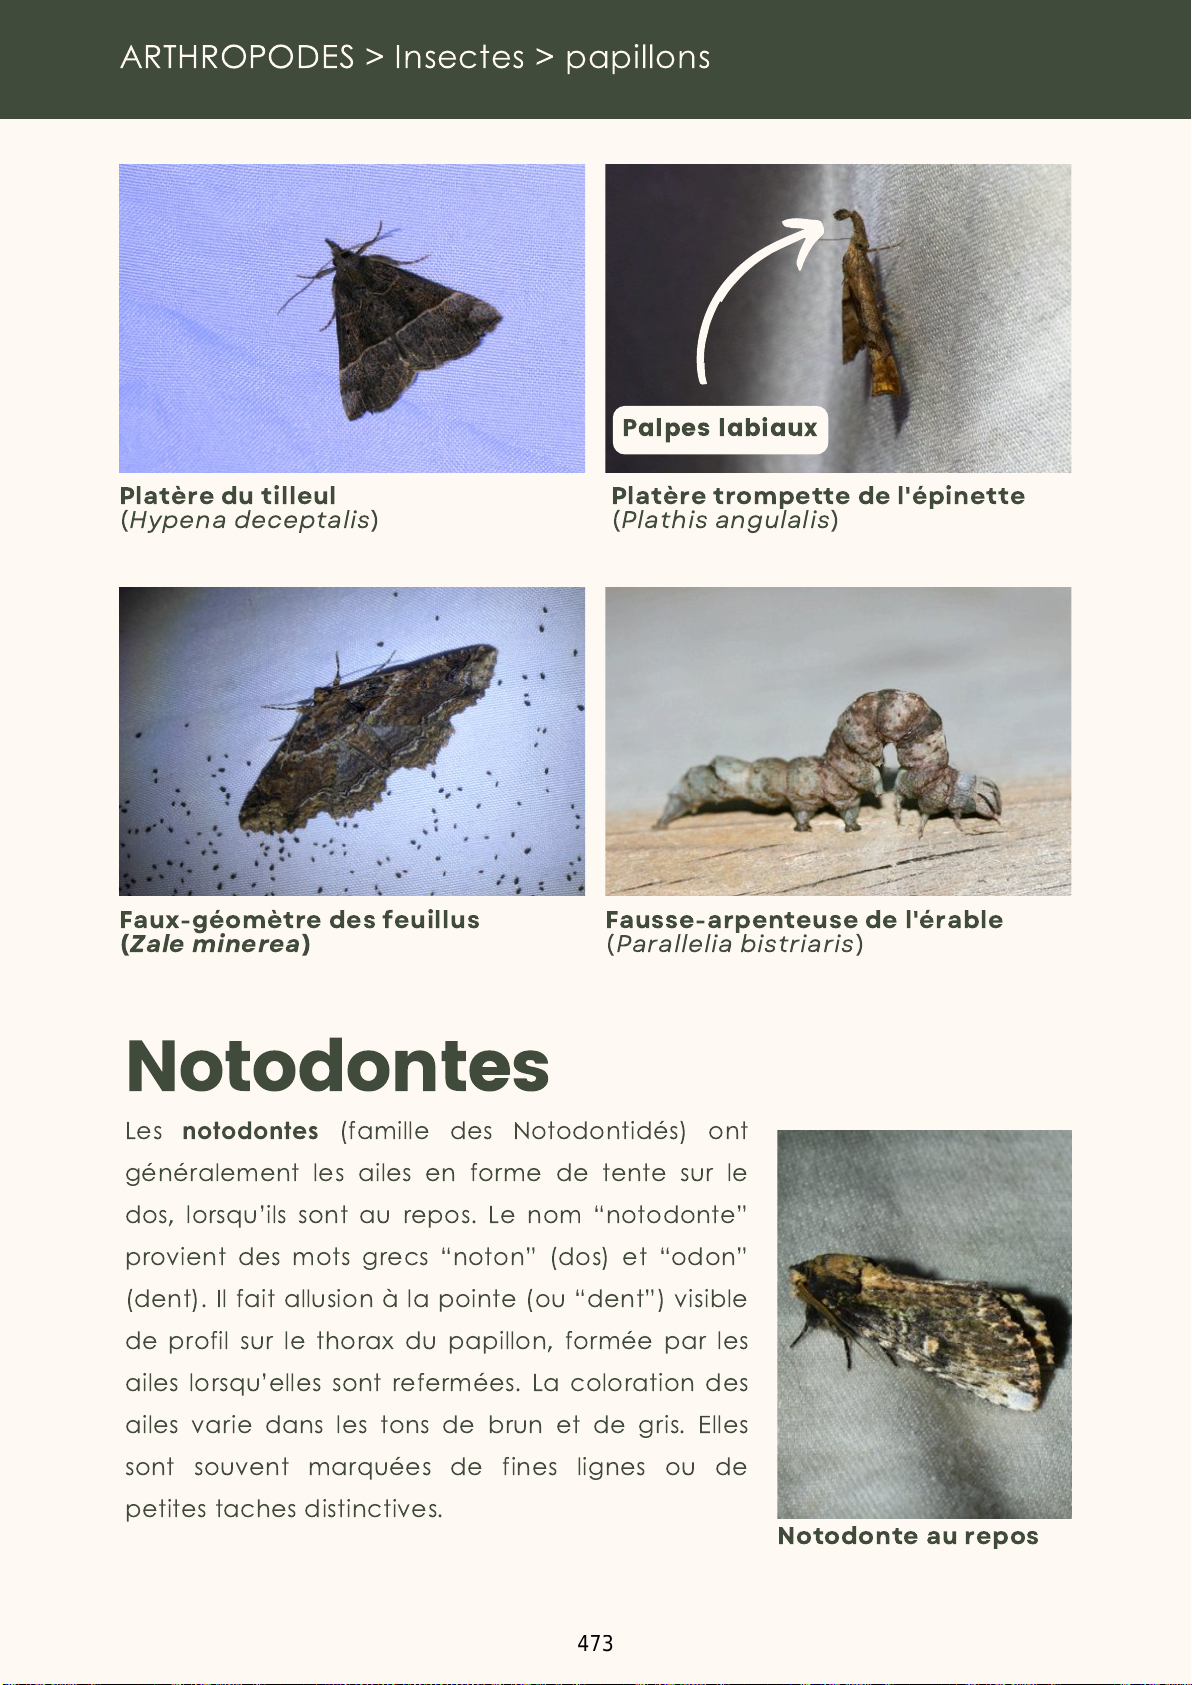 ARTHROPODES > Insectes > papillons
Palpes labiaux
Platère du tilleul
(Hypena deceptalis)
Platère trompette de l'épinette
(Plathis angulalis)
Faux-géomètre des feuillus
(Zale minerea)
Fausse-arpenteuse de l'érable
(Parallelia bistriaris)
Notodontes
Les notodontes (famille des Notodontidés) ont
généralement les ailes en forme de tente sur le
dos, lorsqu’ils sont au repos. Le nom “notodonte”
provient des mots grecs “noton” (dos) et “odon”
(dent). Il fait allusion à la pointe (ou “dent”) visible
de profil sur le thorax du papillon, formée par les
ailes lorsqu’elles sont refermées. La coloration des
ailes varie dans les tons de brun et de gris. Elles
sont souvent marquées de fines lignes ou de
petites taches distinctives.
Notodonte au repos
473